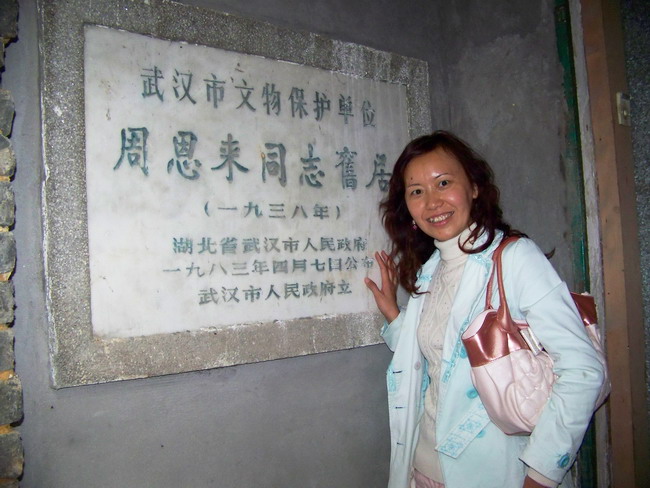 武汉市文物保护单位
周恩来同志舊居
（一九三八年）
湖北省武汉市人民政府
一九八三年四月七日公布
武汉市人民政府立